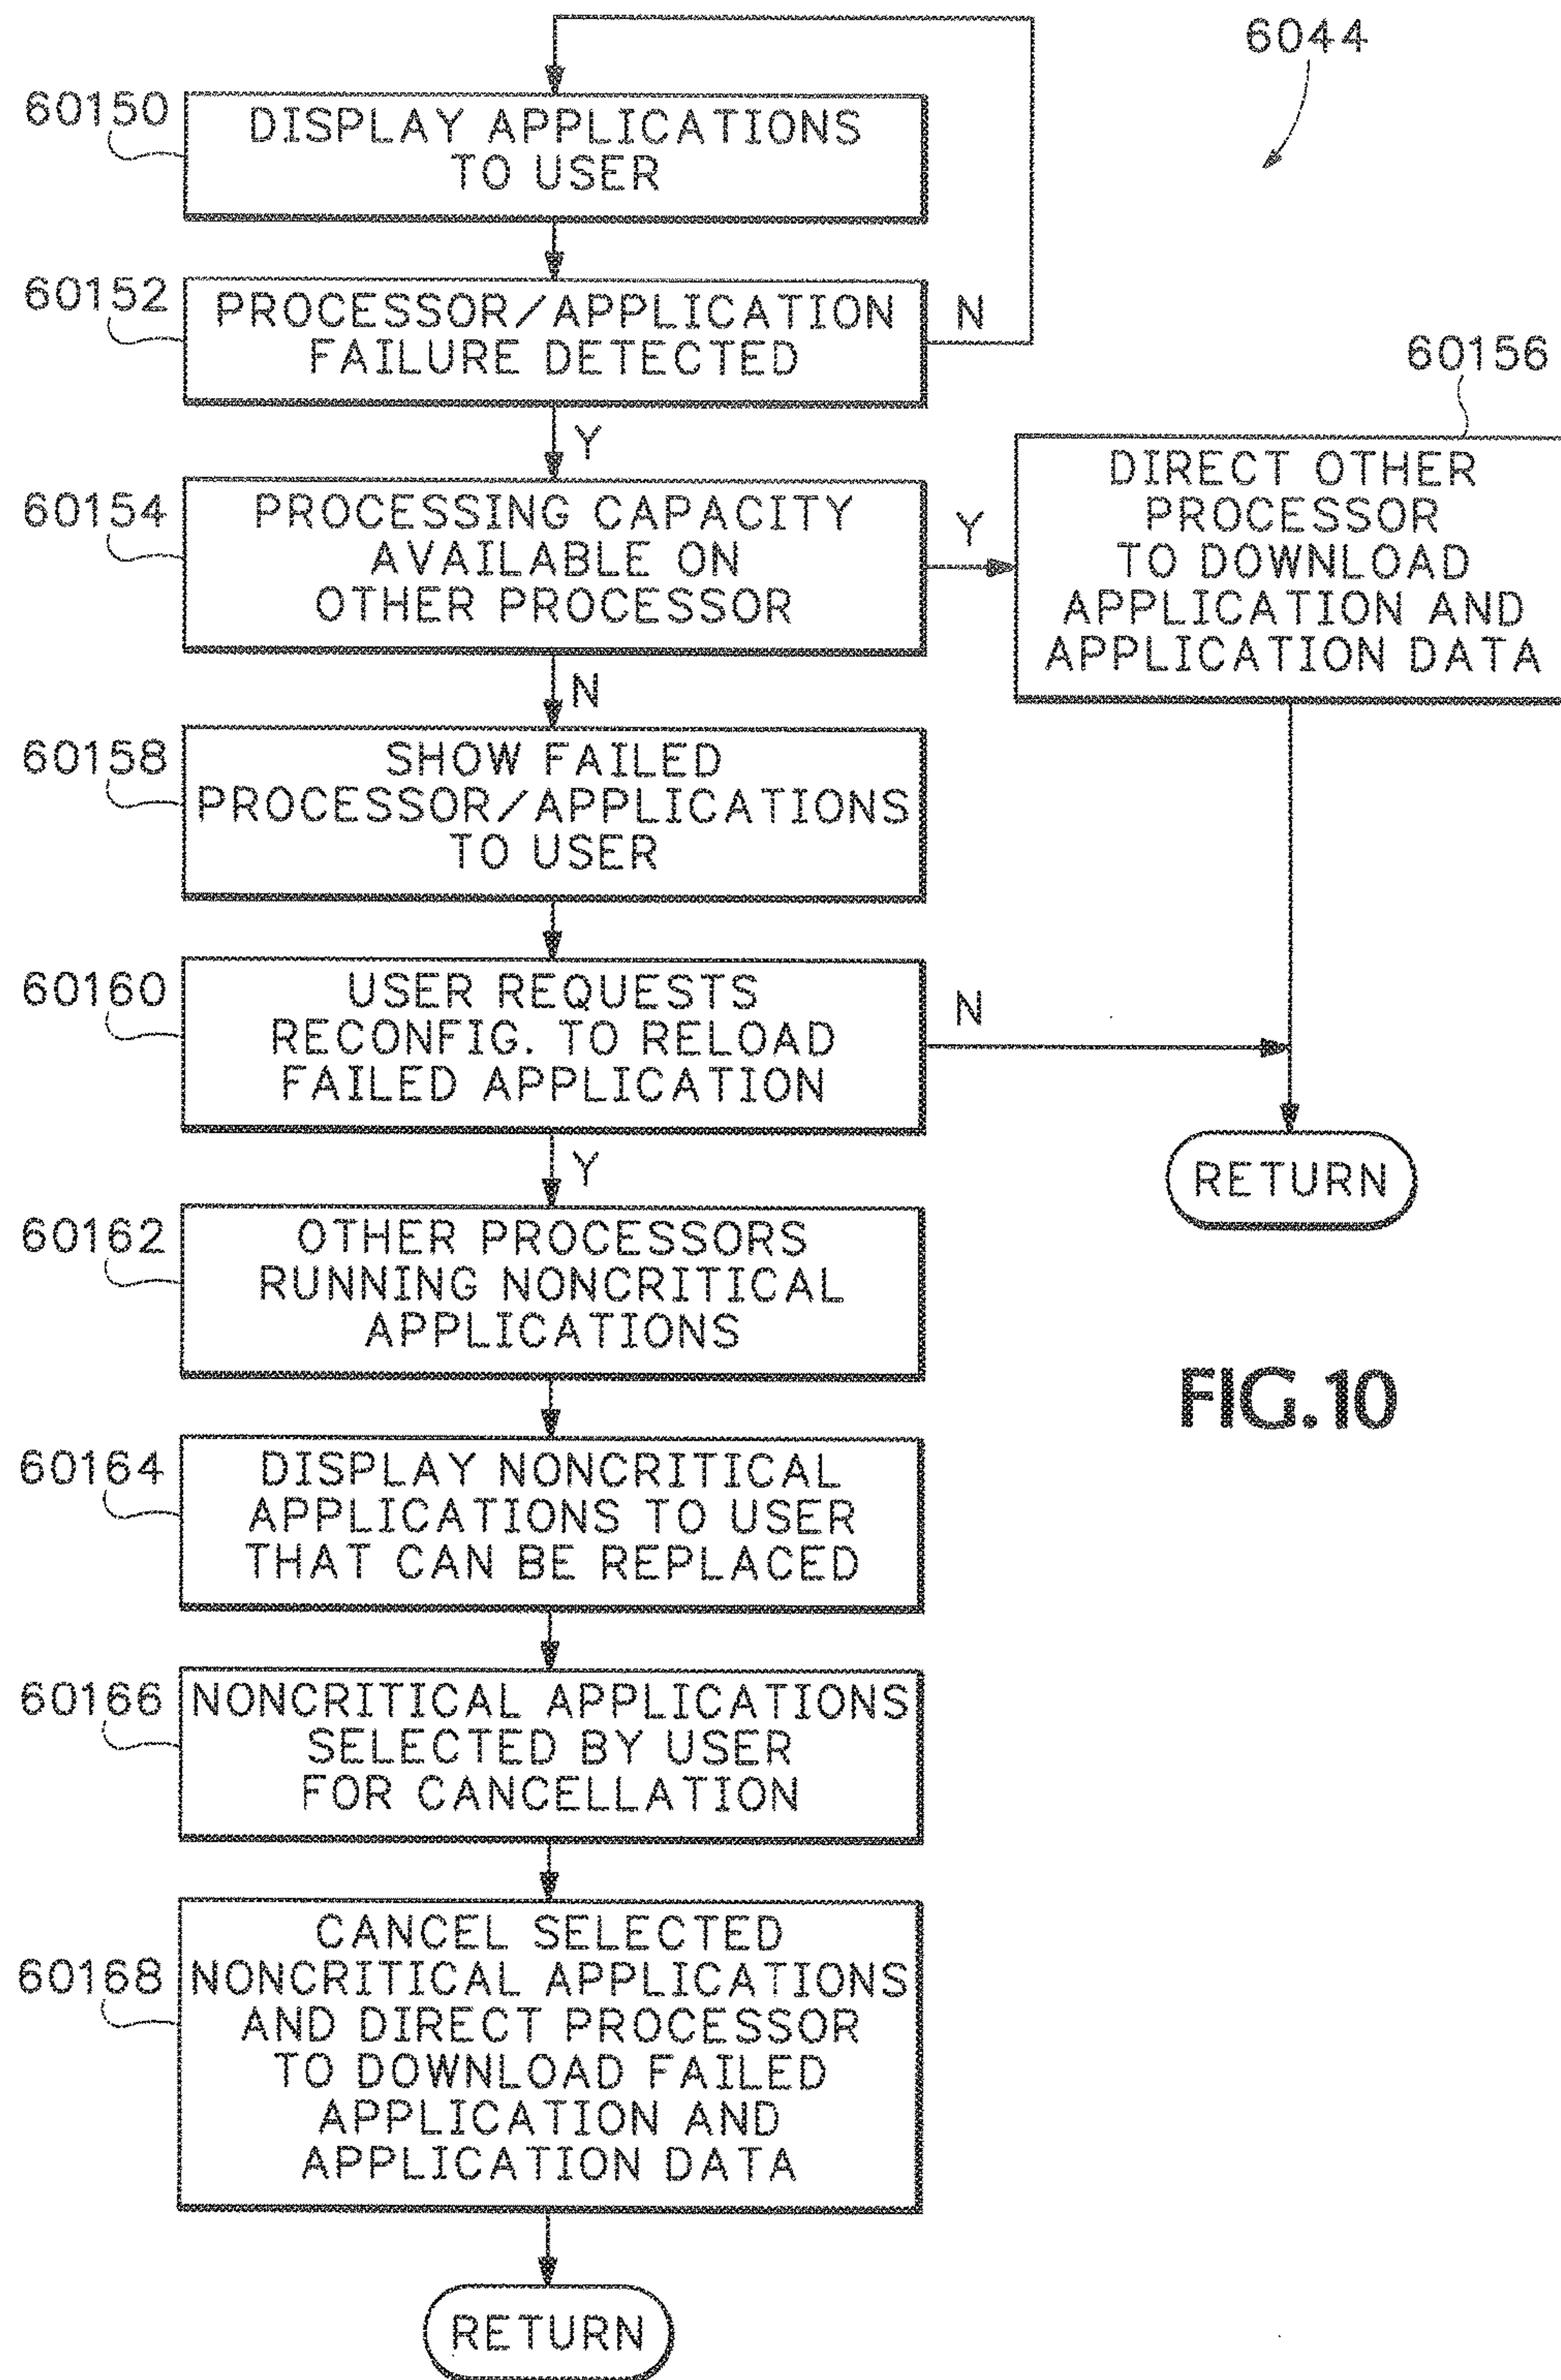 6044
60150
DISPLAY APPLICATIONS
TO USER
60152
PROCESSOR/APPLICATION
FAILURE DETECTED
N
Y
60154
PROCESSING CAPACITY
AVAILABLE ON
OTHER PROCESSOR
Y
60156
DIRECT OTHER
PROCESSOR
TO DOWNLOAD
APPLICATION AND
APPLICATION DATA
N
60158
SHOW FAILED
PROCESSOR/APPLICATIONS
TO USER
60160
USER REQUESTS
RECONFIG. TO RELOAD
FAILED APPLICATION
N
RETURN
Y
60162
OTHER PROCESSORS
RUNNING NONCRITICAL
APPLICATIONS
60164
DISPLAY NONCRITICAL
APPLICATIONS TO USER
THAT CAN BE REPLACED
60166
NONCRITICAL APPLICATIONS
SELECTED BY USER
FOR CANCELLATION
60168
CANCEL SELECTED
NONCRITICAL APPLICATIONS
AND DIRECT PROCESSOR
TO DOWNLOAD FAILED
APPLICATION AND
APPLICATION DATA
RETURN
FIG.10